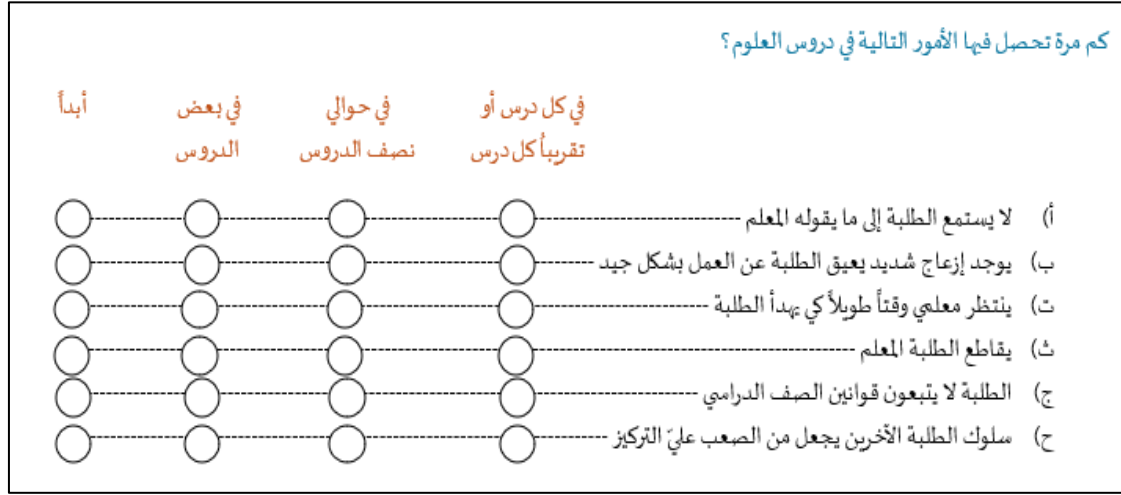 كم مرة تحصل فيها الأمور التالية في دروس العلوم؟
في كل درس أو في حوالي في بعض أبداً
تقريباً كل درس نصف الدروس الدروس
أ) لا يستمع الطلبة إلى ما يقوله المعلم
ب) يوجد إزعاج شديد يعيق الطلبة عن العمل بشكل جيد
ت) ينتظر معلمي وقتاً طويلاً كي يهدأ الطلبة
ث) يقاطع الطلبة المعلم
ج) الطلبة لا يتبعون قوانين الصف الدراسي
ح) سلوك الطلبة الآخرين يجعل من الصعب عليّ التركيز